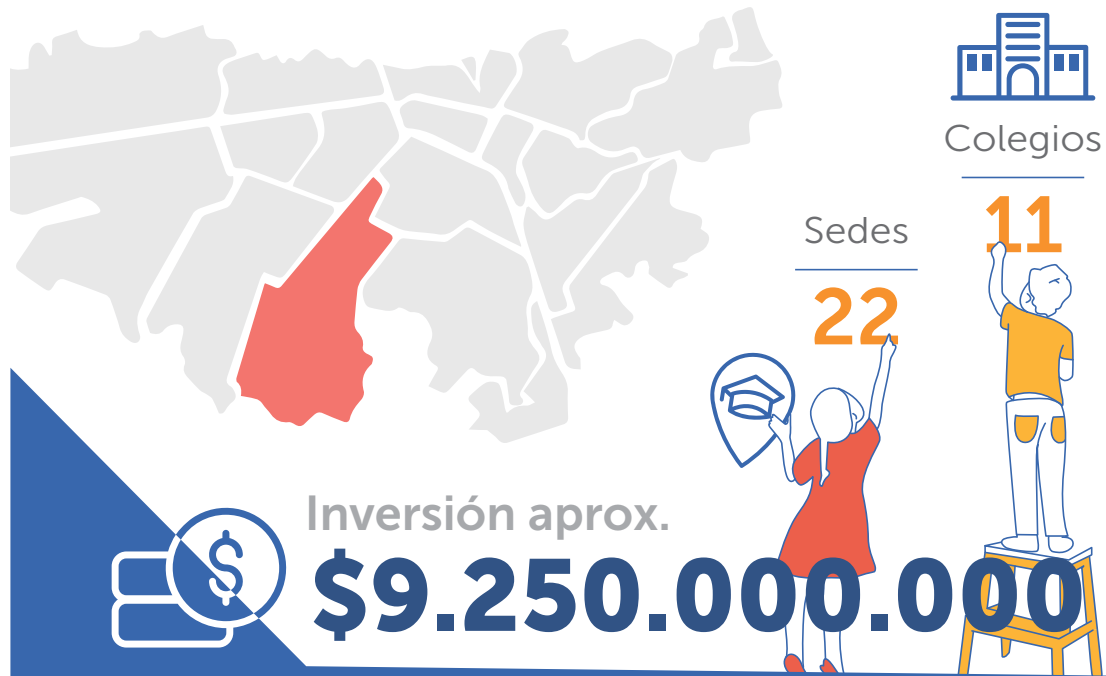 Colegios
11
Sedes
22
Inversión aprox.
$9.250.000.000